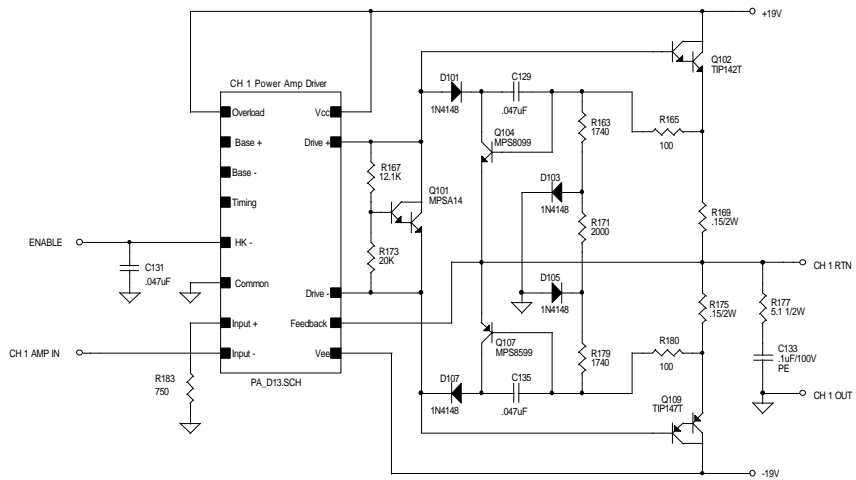 +19V
Q102
TIP142T
CH 1 Power Amp Driver
D101
1N4148
C129
.047uF
Overload
Vcc
Q104
MPS8099
R163
1740
R165
100
Base +
Drive +
R167
12.1K
Base -
D103
1N4148
Q101
MPSA14
Timing
R171
2000
R169
.15/2W
ENABLE
HK -
R173
20K
CH 1 RTN
C131
.047uF
Common
D105
1N4148
Drive -
R175
.15/2W
R177
5.1 1/2W
Input +
Feedback
Q107
MPS8599
R179
1740
R180
100
CH 1 AMP IN
Input -
Vee
C133
.1uF/100V
PE
R183
750
PA_D13.SCH
D107
1N4148
C135
.047uF
CH 1 OUT
Q109
TIP147T
-19V